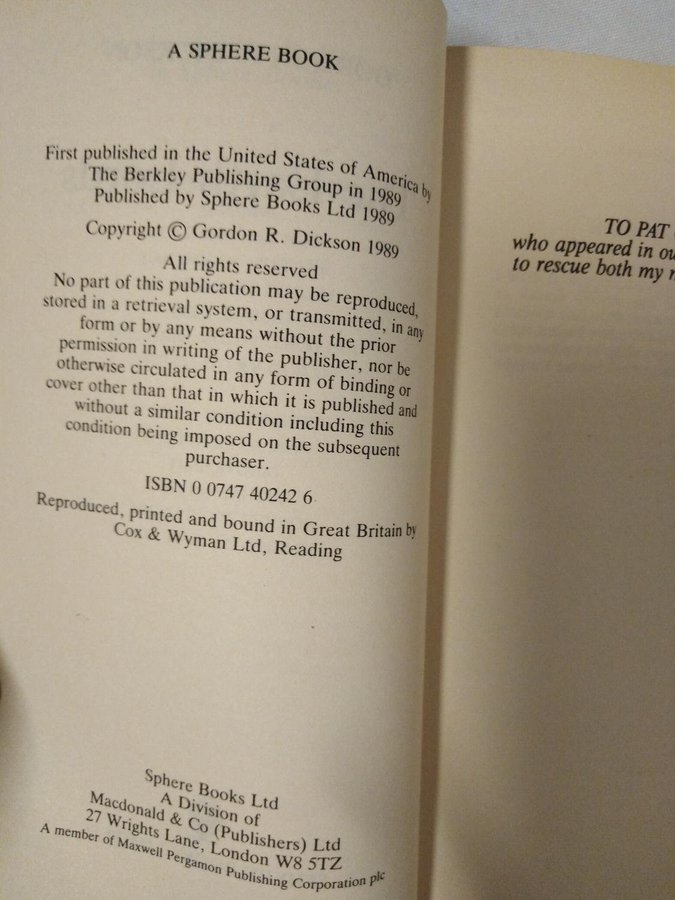 A SPHERE BOOK
First published in the United States of America by
The Berkley Publishing Group in 1989
Published by Sphere Books Ltd 1989
Copyright © Gordon R. Dickson 1989
All rights reserved
No part of this publication may be reproduced,
stored in a retrieval system, or transmitted, in any
form or by any means without the prior
permission in writing of the publisher, nor be
otherwise circulated in any form of binding or
cover other than that in which it is published and
without a similar condition including this
condition being imposed on the subsequent
purchaser.
ISBN 0 0747 40242 6
Reproduced, printed and bound in Great Britain by
Cox & Wyman Ltd, Reading
Sphere Books Ltd
A Division of
Macdonald & Co (Publishers) Ltd
27 Wrights Lane, London W8 5TZ
A member of Maxwell Pergamon Publishing Corporation plc
TO PAT
who appeared in
to rescue both my